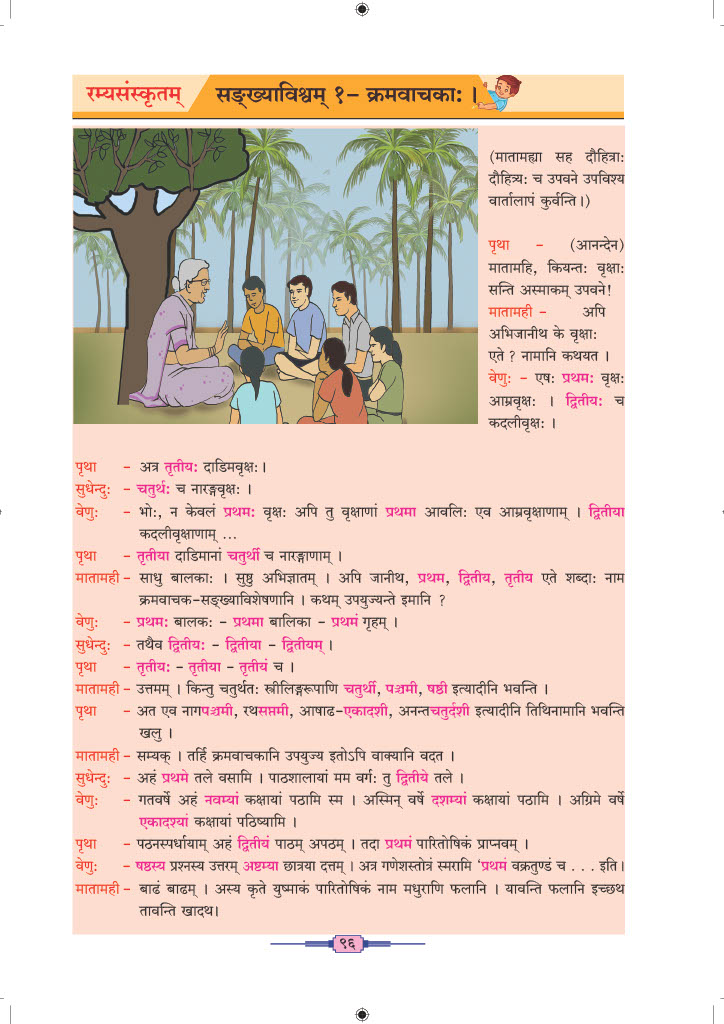 रम्यसंस्कृतम्
सङ्ख्याविश्वम् १– क्रमवाचकाः ।
(मातामह्या सह दौहित्राः
दौहित्र्यः च उपवने उपविश्य
वार्तालापं कुर्वन्ति।)
पृथा – (आनन्देन)
मातामहि, कियन्तः वृक्षाः
सन्ति अस्माकम् उपवने!
मातामही – अपि
अभिजानीथ के वृक्षाः
एते ? नामानि कथयत ।
वेणुः – एषः प्रथमः वृक्षः
आम्रवृक्षः । द्वितीयः च
कदलीवृक्षः ।
पृथा – अत्र तृतीयः दाडिमवृक्षः।
सुधेन्दुः – चतुर्थः च नारङ्गवृक्षः ।
वेणुः – भोः, न केवलं प्रथमः वृक्षः अपि तु वृक्षाणां प्रथमा आवलिः एव आम्रवृक्षाणाम् । द्वितीया
कदलीवृक्षाणाम् ...
पृथा – तृतीया दाडिमानां चतुर्थी च नारङ्गाणाम् ।
मातामही – साधु बालकाः । सुष्ठु अभिज्ञातम् । अपि जानीथ, प्रथम, द्वितीय, तृतीय एते शब्दाः नाम
क्रमवाचक-सङ्ख्याविशेषणानि । कथम् उपयुज्यन्ते इमानि ?
वेणुः – प्रथमः बालकः – प्रथमा बालिका – प्रथमं गृहम् ।
सुधेन्दुः – तथैव द्वितीयः – द्वितीया – द्वितीयम् ।
पृथा – तृतीयः – तृतीया – तृतीयं च ।
मातामही – उत्तमम् । किन्तु चतुर्थतः स्त्रीलिङ्गरूपाणि चतुर्थी, पञ्चमी, षष्ठी इत्यादीनि भवन्ति ।
पृथा – अत एव नागपञ्चमी, रथसप्तमी, आषाढ-एकादशी, अनन्तचतुर्दशी इत्यादीनि तिथिनामानि भवन्ति
खलु ।
मातामही – सम्यक् । तर्हि क्रमवाचकानि उपयुज्य इतोऽपि वाक्यानि वदत ।
सुधेन्दुः – अहं प्रथमे तले वसामि । पाठशालायां मम वर्गः तु द्वितीये तले ।
वेणुः – गतवर्षे अहं नवम्यां कक्षायां पठामि स्म । अस्मिन् वर्षे दशम्यां कक्षायां पठामि । अग्रिमे वर्षे
एकादश्यां कक्षायां पठिष्यामि ।
पृथा – पठनस्पर्धायाम् अहं द्वितीयं पाठम् अपठम् । तदा प्रथमं पारितोषिकं प्राप्नवम् ।
वेणुः – षष्ठस्य प्रश्नस्य उत्तरम् अष्टम्या छात्रया दत्तम् । अत्र गणेशस्तोत्रं स्मरामि ‘प्रथमं वक्रतुण्डं च . . . इति।
मातामही – बाढं बाढम् । अस्य कृते युष्माकं पारितोषिकं नाम मधुराणि फलानि । यावन्ति फलानि इच्छथ
तावन्ति खादथ।
९६